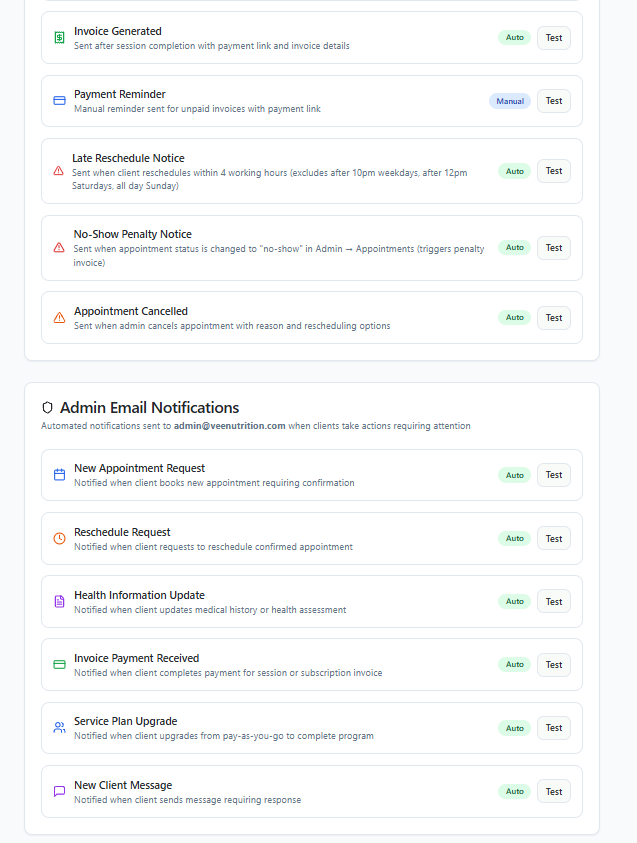 Invoice Generated
Sent after session completion with payment link and invoice details
Auto
Test
Payment Reminder
Manual reminder sent for unpaid invoices with payment link
Manual
Test
Late Reschedule Notice
Sent when client reschedules within 4 working hours (excludes after 10pm weekdays, after 12pm
Saturdays, all day Sunday)
Auto
Test
No-Show Penalty Notice
Sent when appointment status is changed to "no-show" in Admin → Appointments (triggers penalty
invoice)
Auto
Test
Appointment Cancelled
Sent when admin cancels appointment with reason and rescheduling options
Auto
Test
Admin Email Notifications
Automated notifications sent to admin@veenutrition.com when clients take actions requiring attention
New Appointment Request
Notified when client books new appointment requiring confirmation
Auto
Test
Reschedule Request
Notified when client requests to reschedule confirmed appointment
Auto
Test
Health Information Update
Notified when client updates medical history or health assessment
Auto
Test
Invoice Payment Received
Notified when client completes payment for session or subscription invoice
Auto
Test
Service Plan Upgrade
Notified when client upgrades from pay-as-you-go to complete program
Auto
Test
New Client Message
Notified when client sends message requiring response
Auto
Test